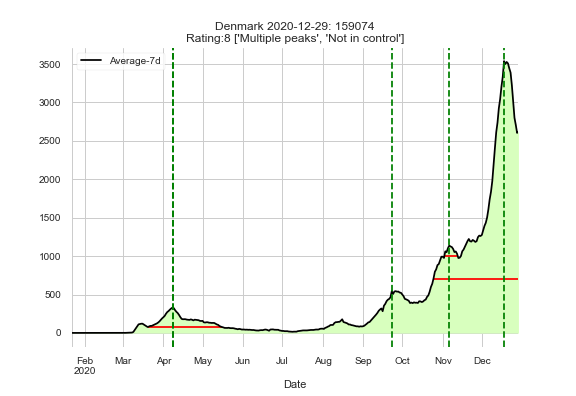 Denmark 2020-12-29: 159074
Rating:8 ['Multiple peaks', 'Not in control']
Average-7d
3500
3000
2500
2000
1500
1000
500
0
Feb Mar Apr May Jun Jul Aug Sep Oct Nov Dec
2020
Date